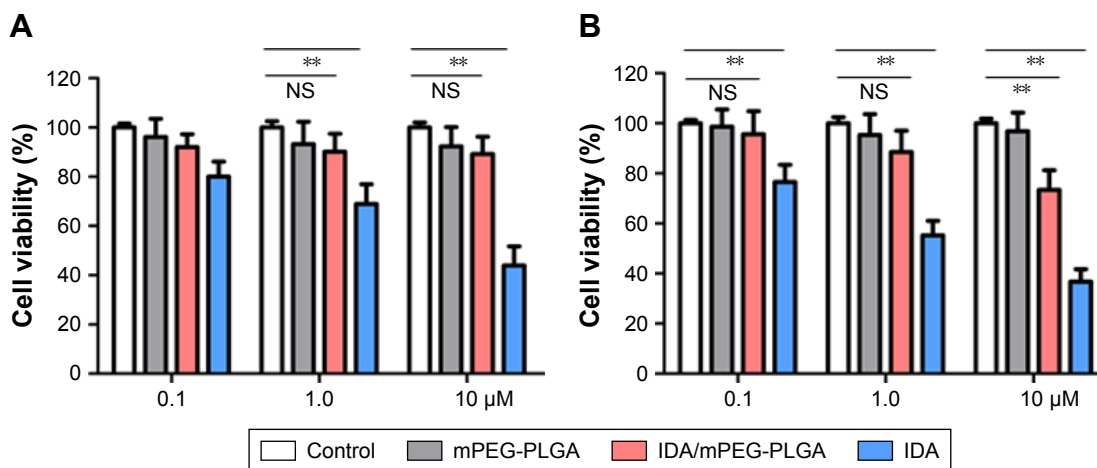 A
Cell viability (%)
120
100
80
60
40
20
0
**
NS
**
NS
0.1
1.0
10 µM
B
Cell viability (%)
120
100
80
60
40
20
0
**
NS
**
NS
**
**
0.1
1.0
10 µM
Control
mPEG-PLGA
IDA/mPEG-PLGA
IDA